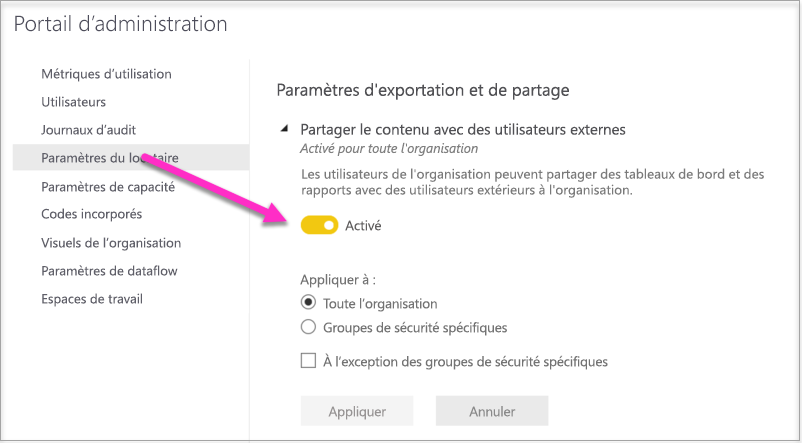 Portail d'administration
Métriques d'utilisation
Utilisateurs
Journaux d'audit
Paramètres du locataire
Paramètres de capacité
Codes incorporés
Visuels de l'organisation
Paramètres de dataflow
Espaces de travail
Paramètres d'exportation et de partage
Partager le contenu avec des utilisateurs externes
Activé pour toute l'organisation
Les utilisateurs de l'organisation peuvent partager des tableaux de bord et des
rapports avec des utilisateurs extérieurs à l'organisation.
Activé
Appliquer à :
Toute l'organisation
Groupes de sécurité spécifiques
À l'exception des groupes de sécurité spécifiques
Appliquer
Annuler